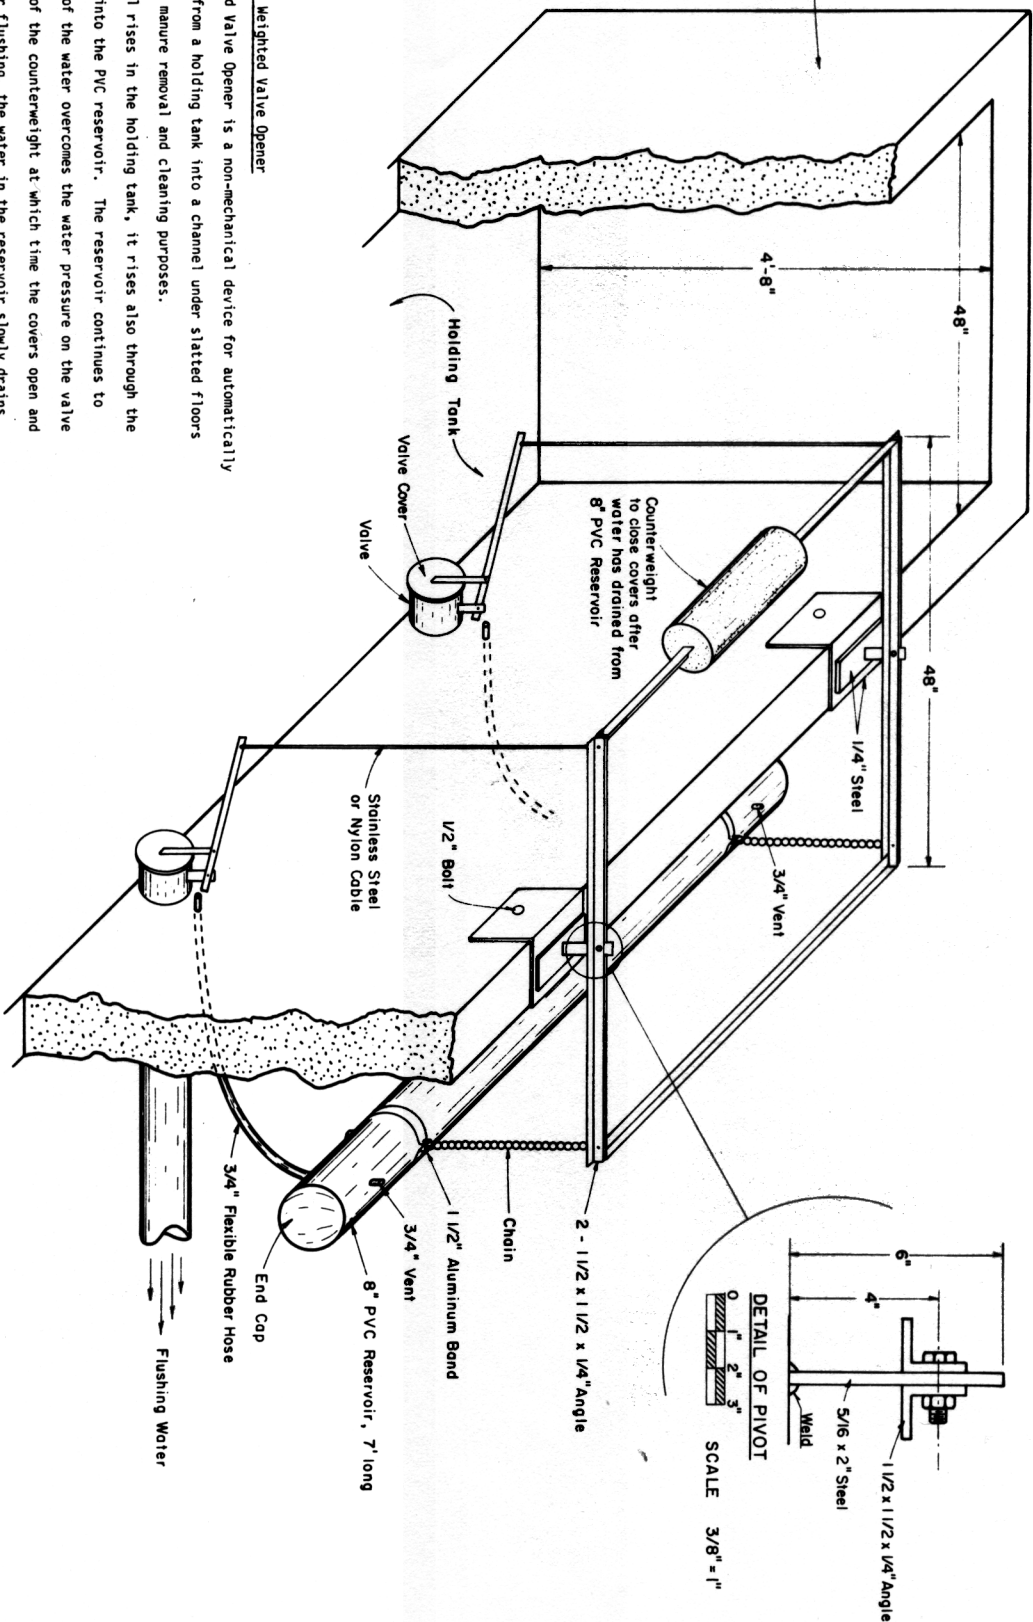 Weighted Valve Opener
d Valve Opener is a non-mechanical device for automatically
from a holding tank into a channel under slatted floors
manure removal and cleaning purposes.
l rises in the holding tank, it rises also through the
into the PVC reservoir. The reservoir continues to
of the water overcomes the water pressure on the valve
of the counterweight at which time the covers open and
r flushing, the water in the reservoir slowly drains
4'-8"
48"
48"
Holding Tank
Valve Cover
Valve
Counterweight
to close covers after
water has drained from
8" PVC Reservoir
1/4" Steel
3/4" Vent
Stainless Steel
or Nylon Cable
1/2" Bolt
2 - 1 1/2 x 1 1/2 x 1/4" Angle
Chain
1 1/2" Aluminum Band
3/4" Vent
8" PVC Reservoir, 7' long
End Cap
3/4" Flexible Rubber Hose
Flushing Water
6"
4"
1 1/2 x 1 1/2 x 1/4" Angle
5/16 x 2" Steel
Weld
DETAIL OF PIVOT
0 1" 2" 3"
SCALE 3/8" = 1"